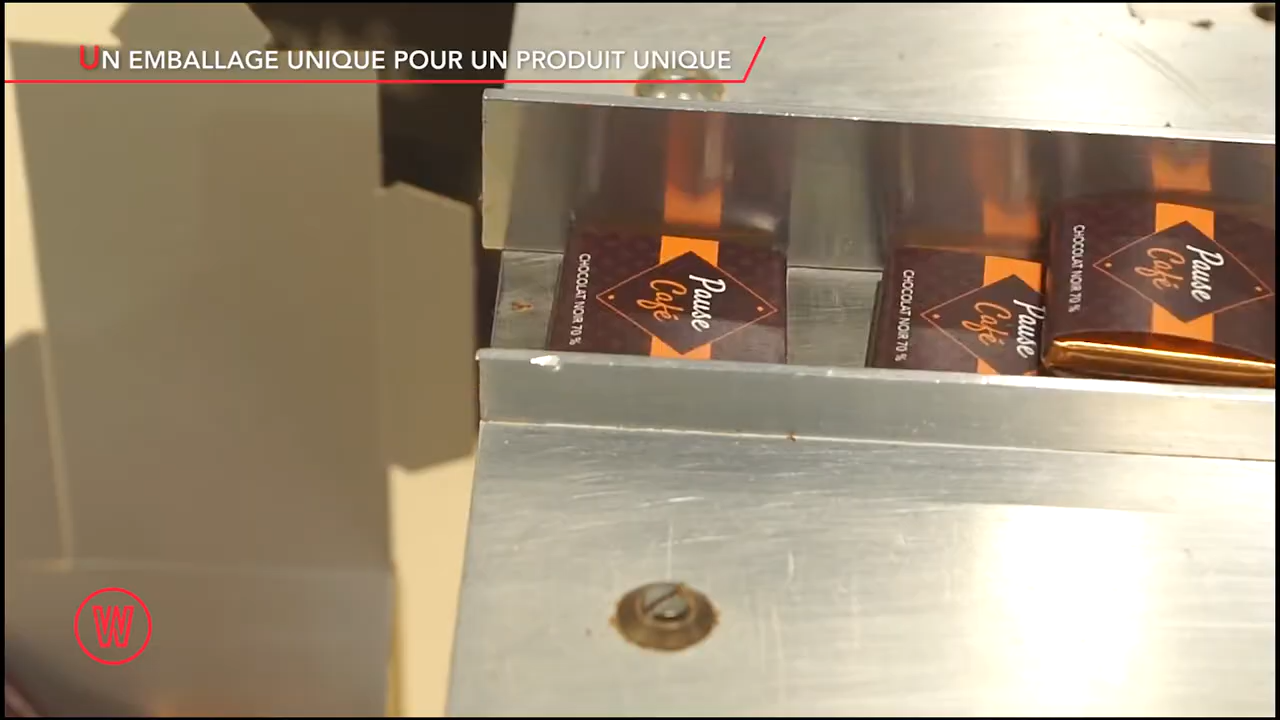 UN EMBALLAGE UNIQUE POUR UN PRODUIT UNIQUE
CHOCOLAT NOIR 70 %
Pause
Café
CHOCOLAT NOIR 70 %
Pause
Café
CHOCOLAT NOIR 70 %
Pause
Café
W